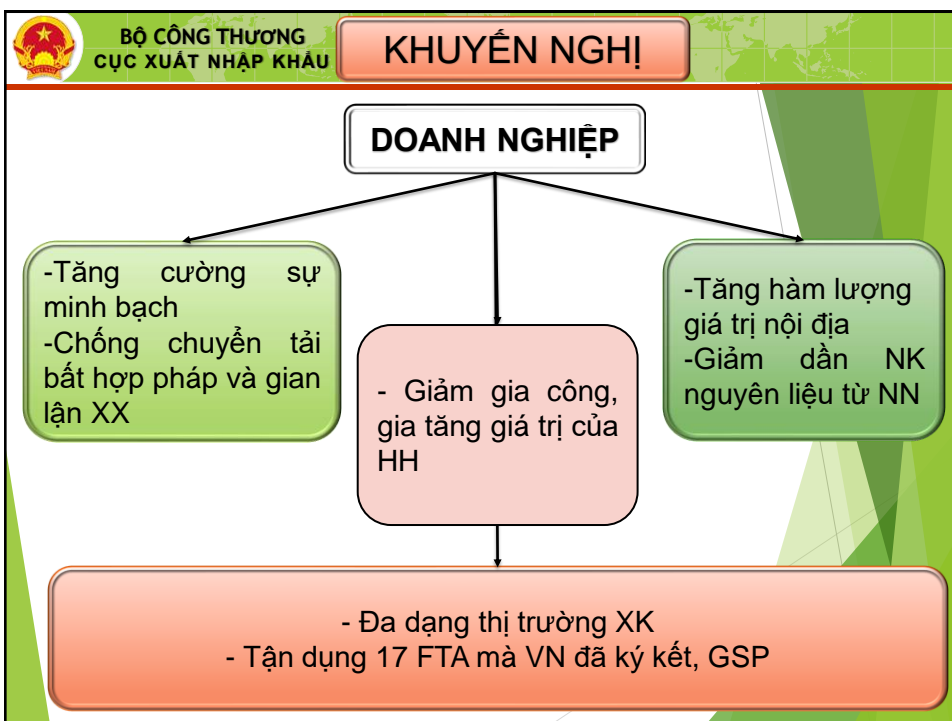 BỘ CÔNG THƯƠNG
CỤC XUẤT NHẬP KHẨU
KHUYẾN NGHỊ
DOANH NGHIỆP
-Tăng cường sự
minh bạch
-Chống chuyển tải
bất hợp pháp và gian
lận XX
- Giảm gia công,
gia tăng giá trị của
HH
-Tăng hàm lượng
giá trị nội địa
-Giảm dần NK
nguyên liệu từ NN
- Đa dạng thị trường XK
- Tận dụng 17 FTA mà VN đã ký kết, GSP